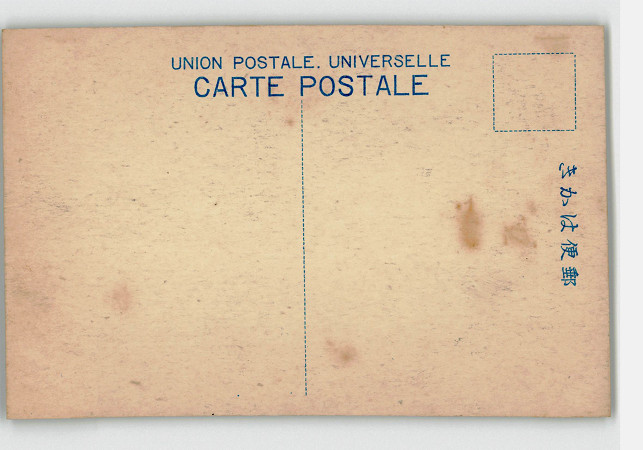 UNION POSTALE. UNIVERSELLE
CARTE POSTALE
郵便はかき